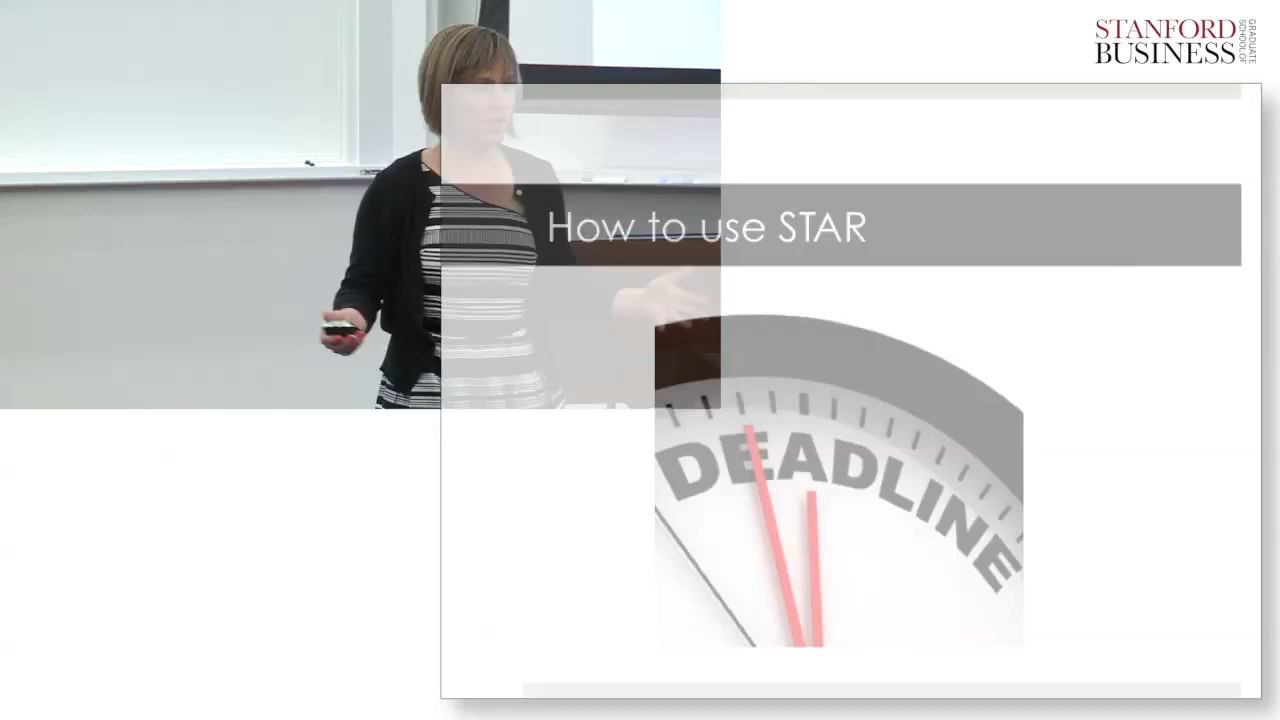 STANFORD
BUSINESS
GRADUATE
SCHOOL OF
How to use STAR
DEADLINE